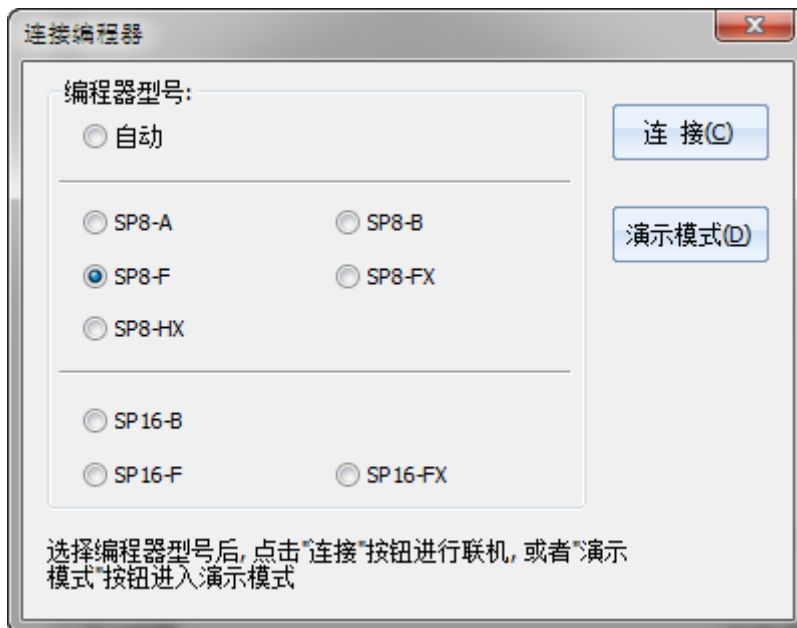 连接编程器
编程器型号:
自动
连 接(C)
SP8-A
SP8-B
演示模式(D)
SP8-F
SP8-FX
SP8-HX
SP16-B
SP16-F
SP16-FX
选择编程器型号后, 点击"连接"按钮进行联机, 或者"演示
模式"按钮进入演示模式